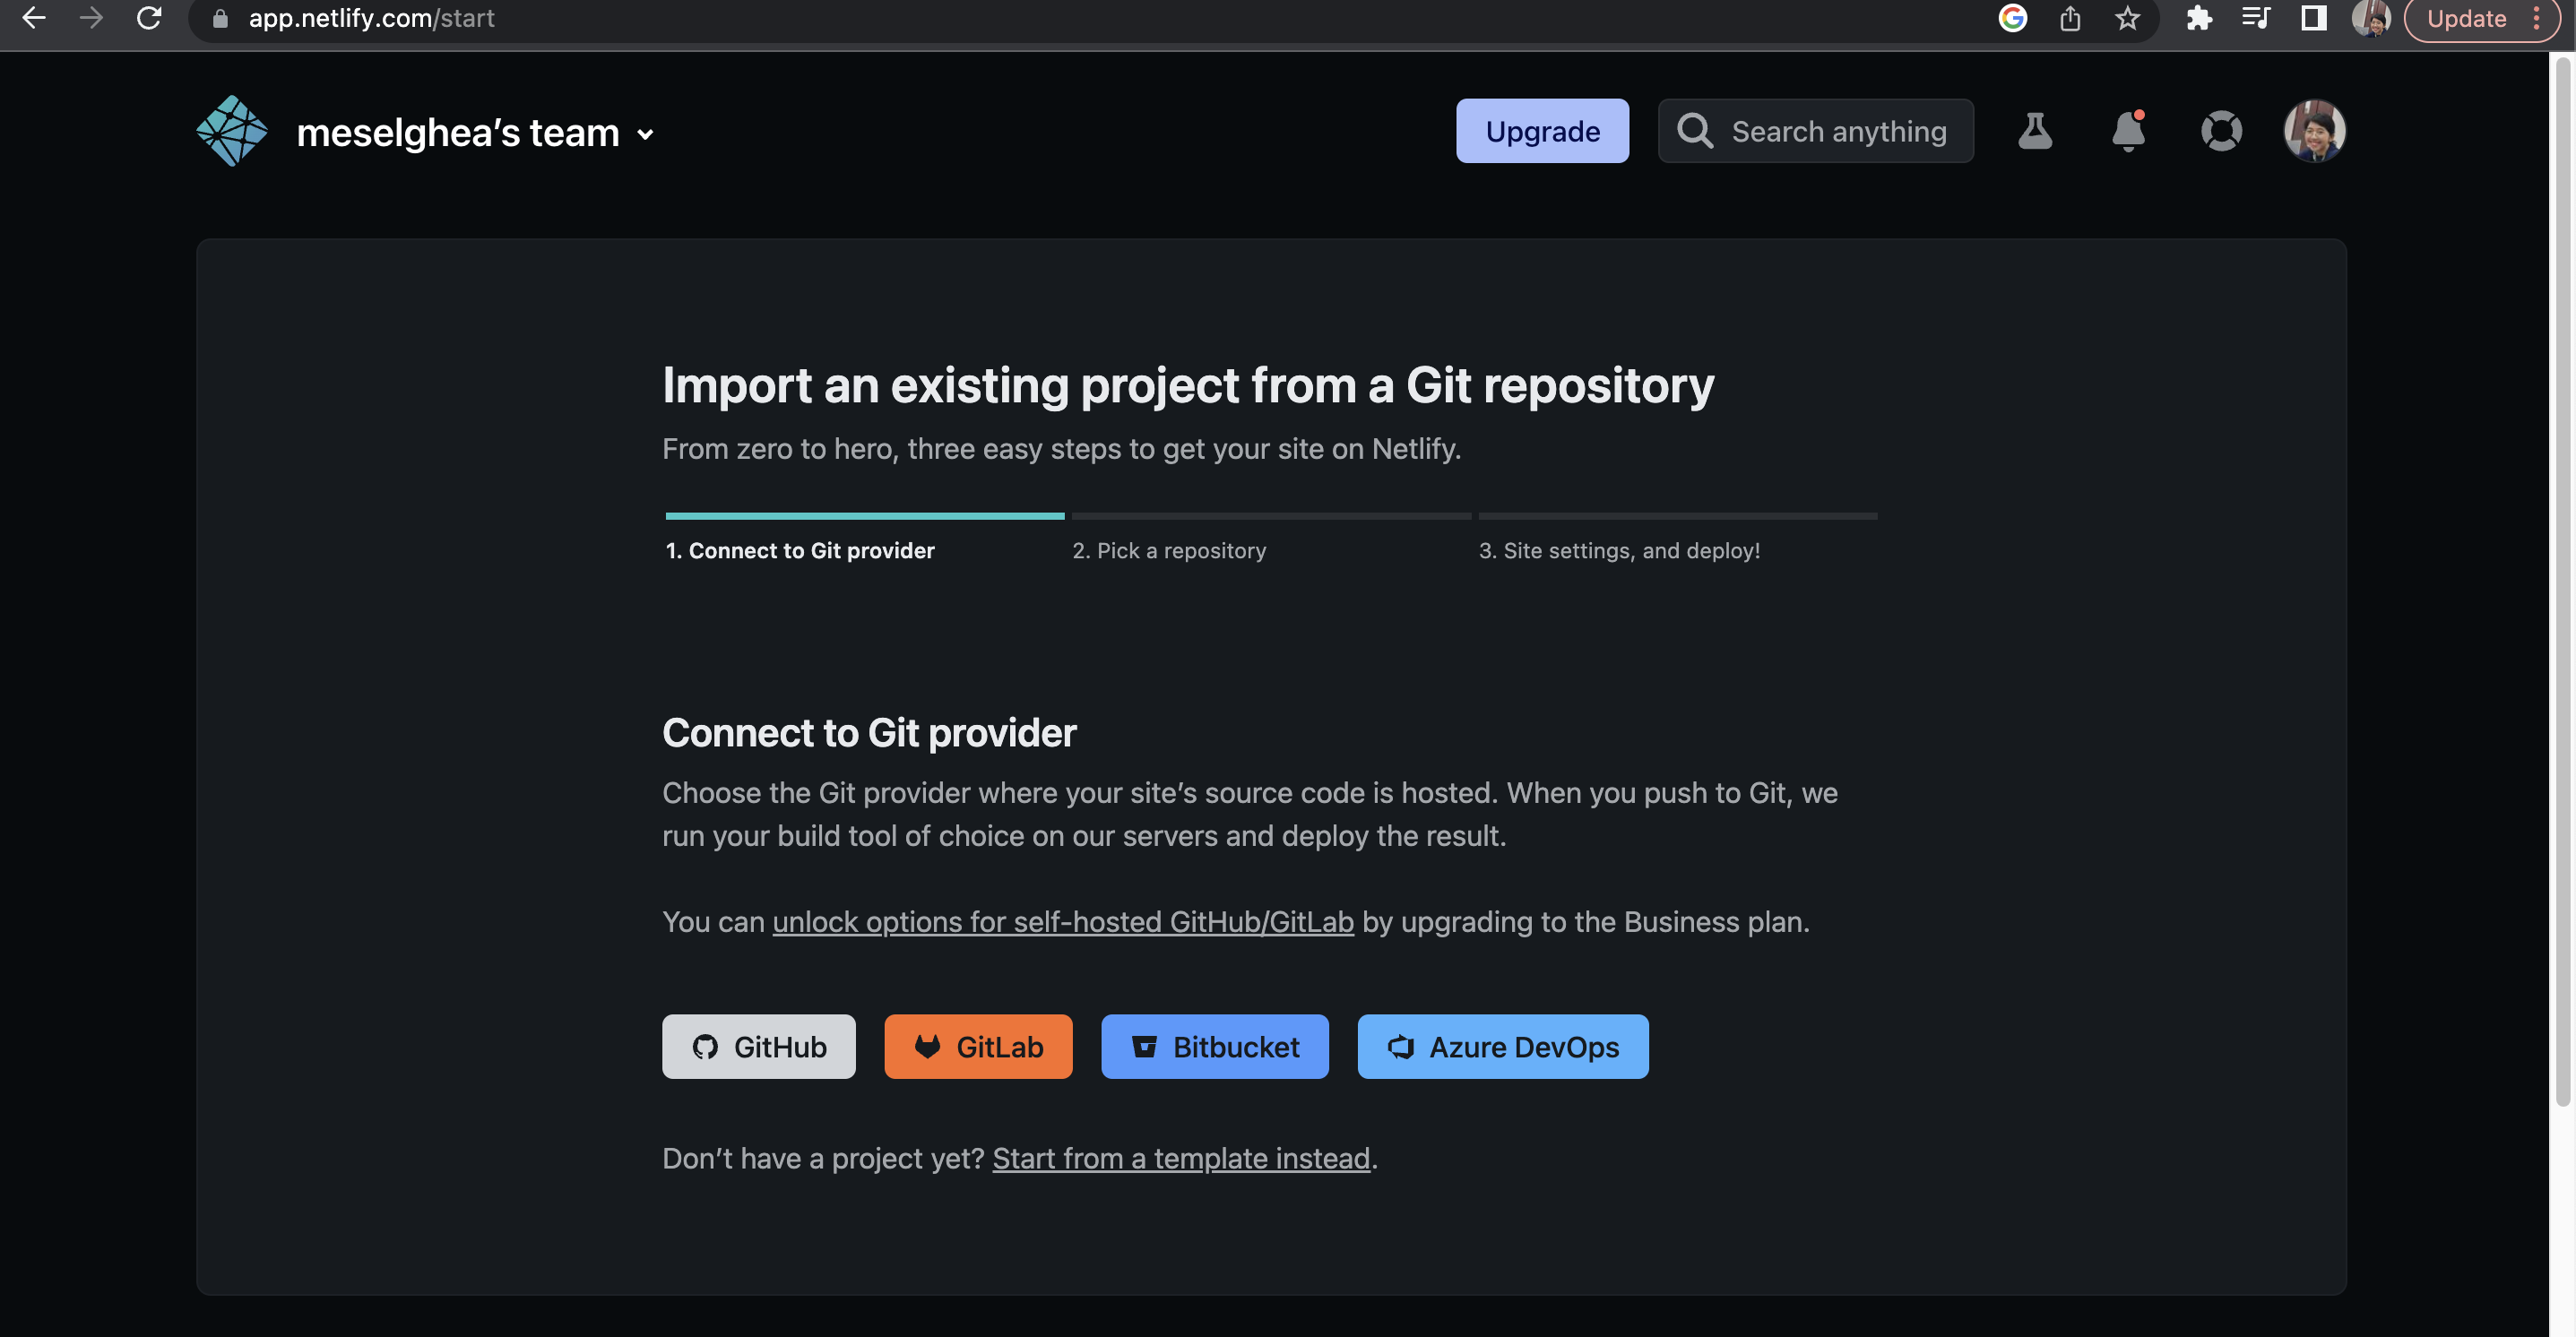 app.netlify.com/start
Update
meselghea’s team
Upgrade
Search anything
Import an existing project from a Git repository
From zero to hero, three easy steps to get your site on Netlify.
1. Connect to Git provider
2. Pick a repository
3. Site settings, and deploy!
Connect to Git provider
Choose the Git provider where your site’s source code is hosted. When you push to Git, we
run your build tool of choice on our servers and deploy the result.
You can unlock options for self-hosted GitHub/GitLab by upgrading to the Business plan.
GitHub
GitLab
Bitbucket
Azure DevOps
Don’t have a project yet? Start from a template instead.